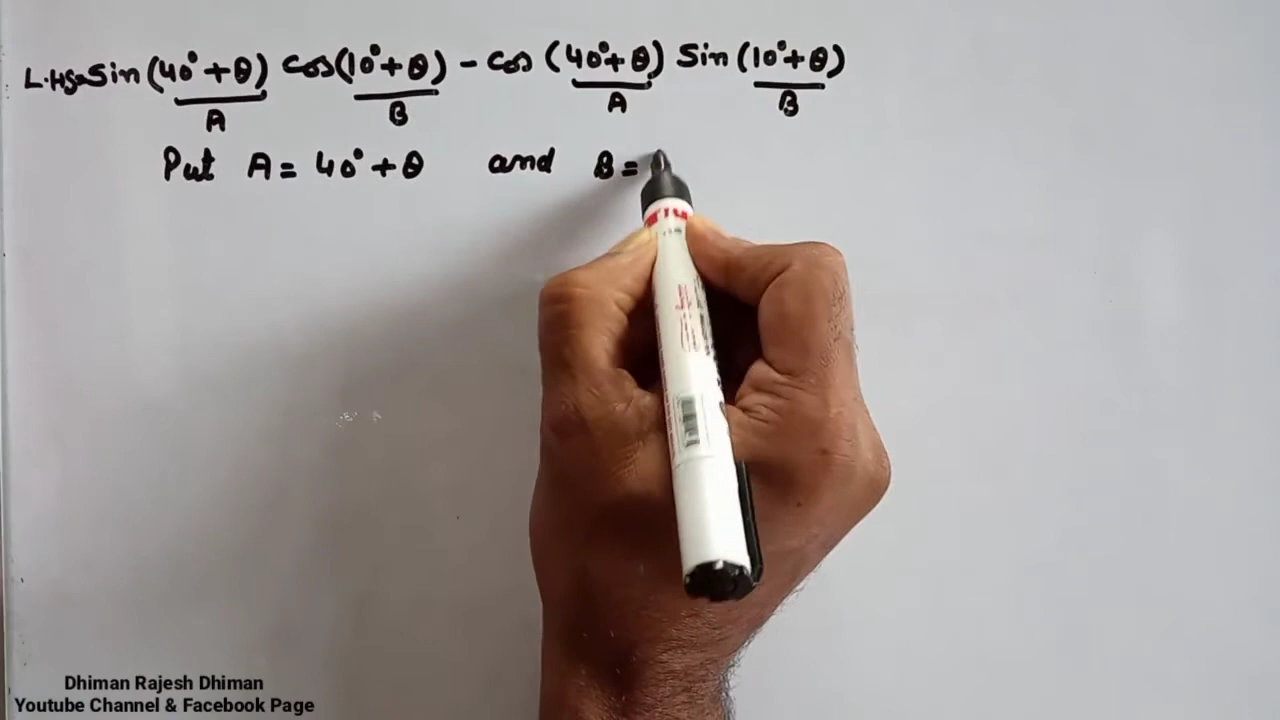 L.H.S= Sin (40° + θ) cos(10° + θ) - cos (40° + θ) Sin (10° + θ)
A B A B
Put A = 40° + θ and B =
Dhiman Rajesh Dhiman
Youtube Channel & Facebook Page